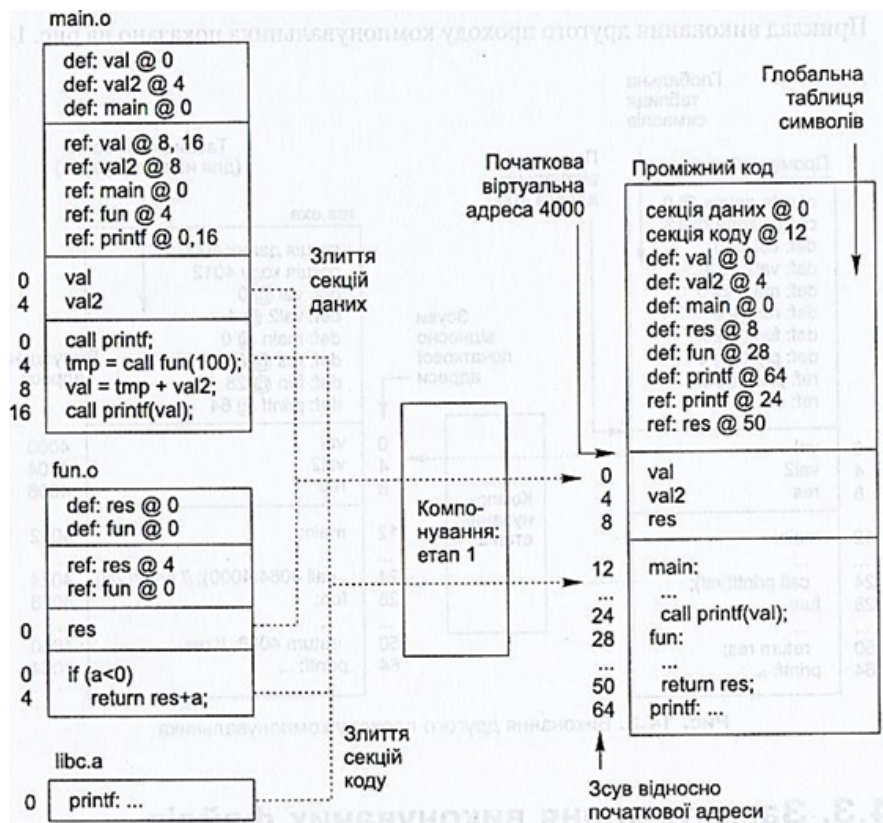 main.o
def: val @ 0
def: val2 @ 4
def: main @ 0
ref: val @ 8, 16
ref: val2 @ 8
ref: main @ 0
ref: fun @ 4
ref: printf @ 0,16
0 val
4 val2
0 call printf;
4 tmp = call fun(100);
8 val = tmp + val2;
16 call printf(val);
fun.o
def: res @ 0
def: fun @ 0
ref: res @ 4
ref: fun @ 0
0 res
0 if (a<0)
4 return res+a;
libc.a
0 printf: ...
Злиття
секцій
даних
Компо-
нування:
етап 1
Злиття
секцій
коду
Початкова
віртуальна
адреса 4000
Глобальна
таблиця
символів
Проміжний код
секція даних @ 0
секція коду @ 12
def: val @ 0
def: val2 @ 4
def: main @ 0
def: res @ 8
def: fun @ 28
def: printf @ 64
ref: printf @ 24
ref: res @ 50
0 val
4 val2
8 res
12 main:
... ...
24 call printf(val);
28 fun:
... ...
50 return res;
64 printf: ...
Зсув відносно
початкової адреси